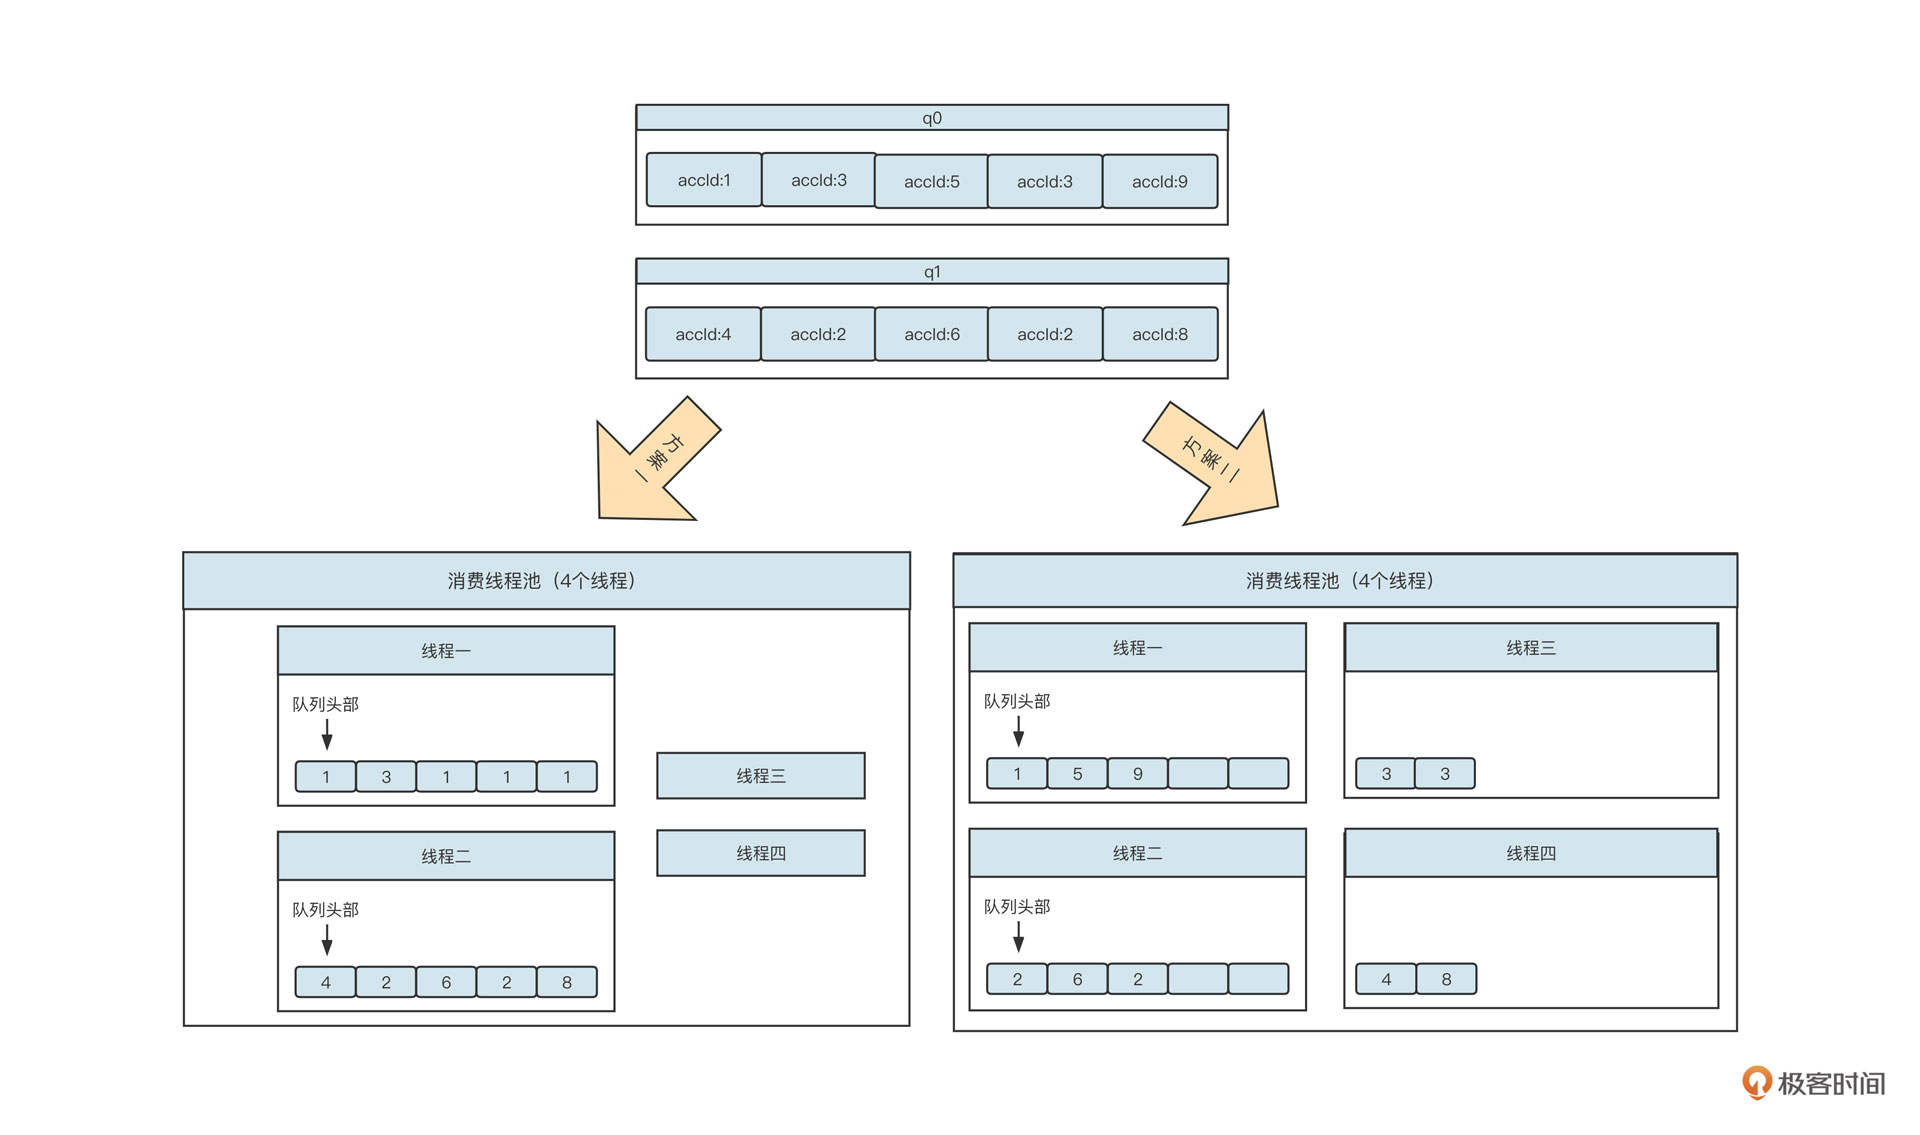 q0
accId:1 accId:3 accId:5 accId:3 accId:9
q1
accId:4 accId:2 accId:6 accId:2 accId:8
方案一
方案二
消费线程池（4个线程）
线程一
队列头部
1 3 1 1 1
线程二
队列头部
4 2 6 2 8
线程三
线程四
消费线程池（4个线程）
线程一
队列头部
1 5 9
线程二
队列头部
2 6 2
线程三
3 3
线程四
4 8
极客时间